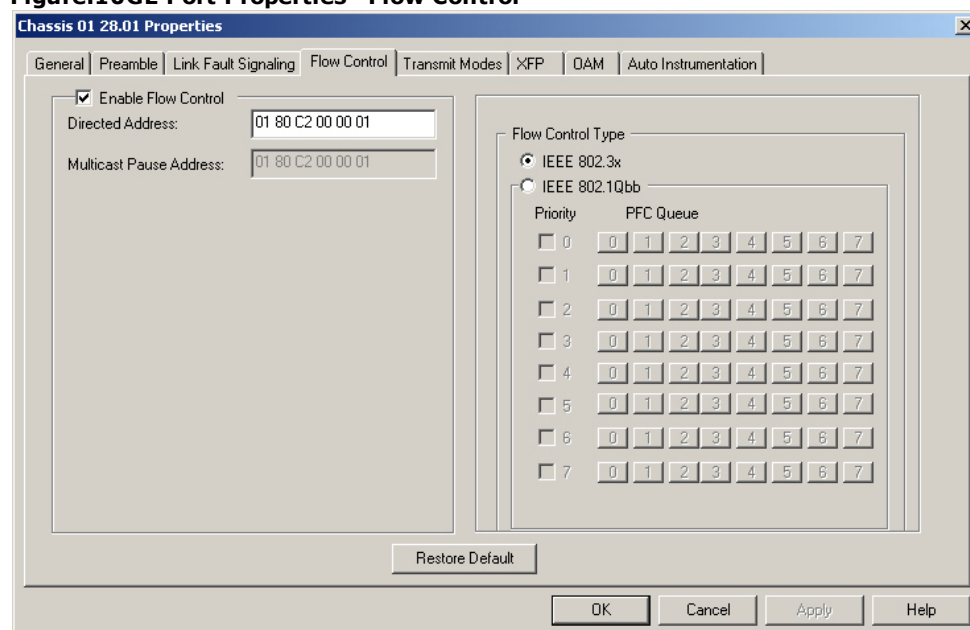 Figure:10GE Port Properties—Flow Control
Chassis 01 28.01 Properties
General Preamble Link Fault Signaling Flow Control Transmit Modes XFP OAM Auto Instrumentation
Enable Flow Control
Directed Address: 01 80 C2 00 00 01
Multicast Pause Address: 01 80 C2 00 00 01
Flow Control Type
IEEE 802.3x
IEEE 802.1Qbb
Priority PFC Queue
0 0 1 2 3 4 5 6 7
1 0 1 2 3 4 5 6 7
2 0 1 2 3 4 5 6 7
3 0 1 2 3 4 5 6 7
4 0 1 2 3 4 5 6 7
5 0 1 2 3 4 5 6 7
6 0 1 2 3 4 5 6 7
7 0 1 2 3 4 5 6 7
Restore Default
OK Cancel Apply Help